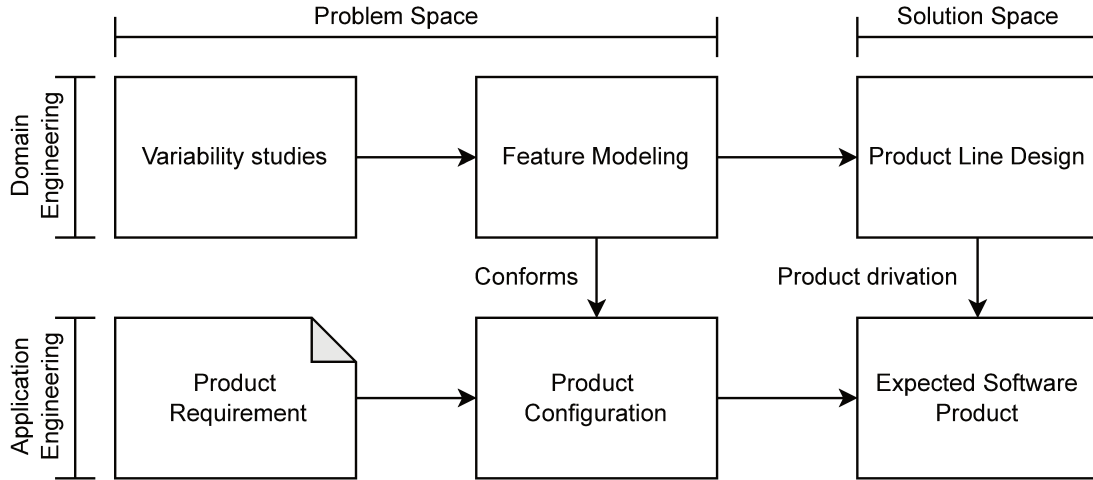 Problem Space
Solution Space
Domain
Engineering
Variability studies
Feature Modeling
Product Line Design
Conforms
Product drivation
Application
Engineering
Product
Requirement
Product
Configuration
Expected Software
Product